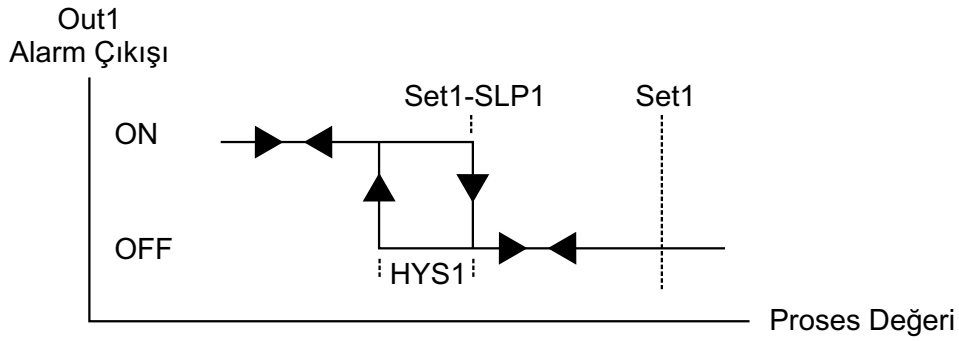 Out1
Alarm Çıkışı
Set1-SLP1
Set1
ON
OFF
HYS1
Proses Değeri